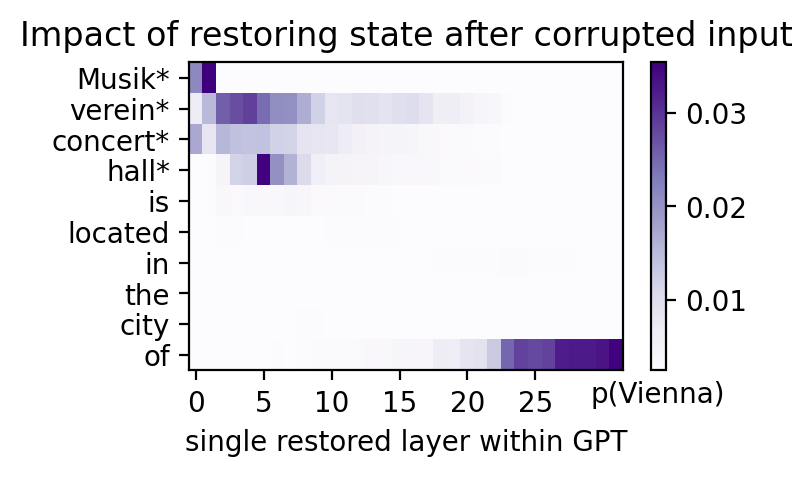 Impact of restoring state after corrupted input
Musik*
verein*
concert*
hall*
is
located
in
the
city
of
0 5 10 15 20 25
single restored layer within GPT
0.03
0.02
0.01
p(Vienna)